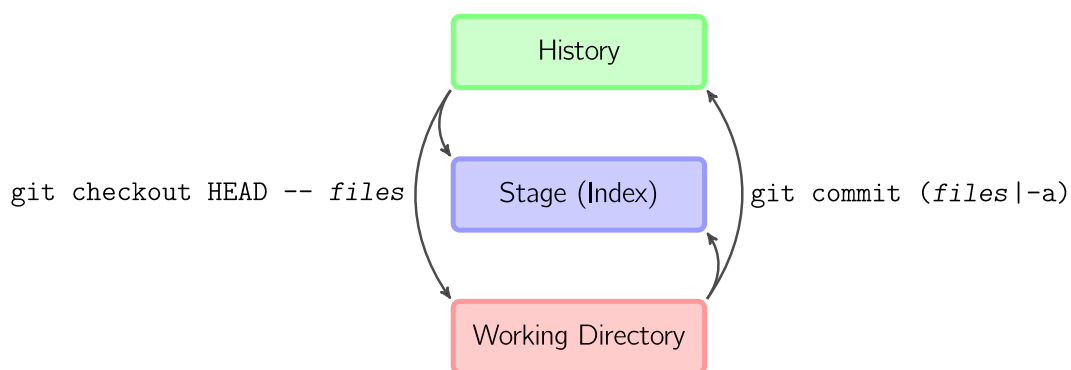 History
git checkout HEAD -- files
Stage (Index)
git commit (files|-a)
Working Directory